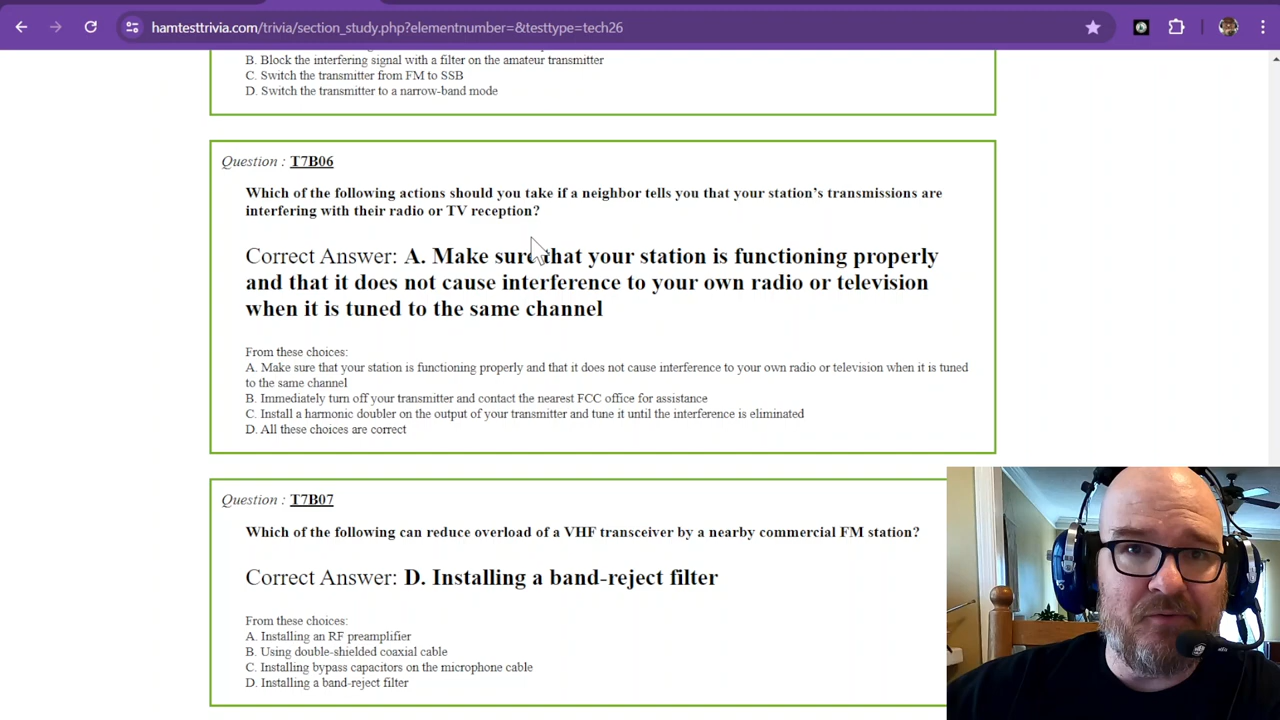 hamtesttrivia.com/trivia/section_study.php?elementnumber=&testtype=tech26
B. Block the interfering signal with a filter on the amateur transmitter
C. Switch the transmitter from FM to SSB
D. Switch the transmitter to a narrow-band mode
Question : T7B06
Which of the following actions should you take if a neighbor tells you that your station’s transmissions are
interfering with their radio or TV reception?
Correct Answer: A. Make sure that your station is functioning properly
and that it does not cause interference to your own radio or television
when it is tuned to the same channel
From these choices:
A. Make sure that your station is functioning properly and that it does not cause interference to your own radio or television when it is tuned
to the same channel
B. Immediately turn off your transmitter and contact the nearest FCC office for assistance
C. Install a harmonic doubler on the output of your transmitter and tune it until the interference is eliminated
D. All these choices are correct
Question : T7B07
Which of the following can reduce overload of a VHF transceiver by a nearby commercial FM station?
Correct Answer: D. Installing a band-reject filter
From these choices:
A. Installing an RF preamplifier
B. Using double-shielded coaxial cable
C. Installing bypass capacitors on the microphone cable
D. Installing a band-reject filter